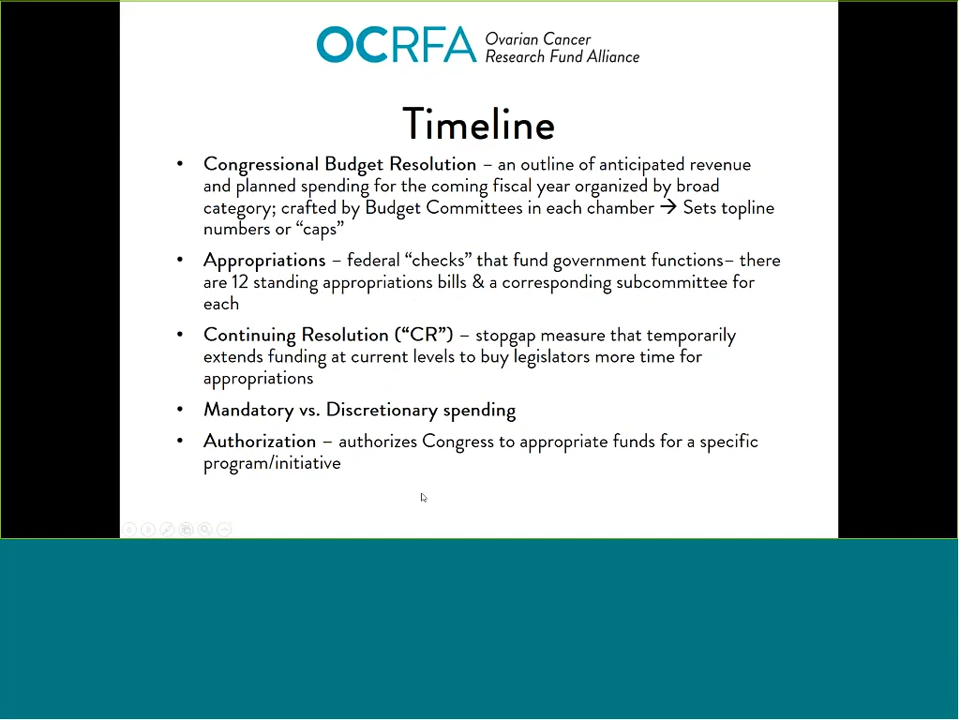 OCRFA Ovarian Cancer
Research Fund Alliance
Timeline
• Congressional Budget Resolution – an outline of anticipated revenue
and planned spending for the coming fiscal year organized by broad
category; crafted by Budget Committees in each chamber → Sets topline
numbers or “caps”
• Appropriations – federal “checks” that fund government functions– there
are 12 standing appropriations bills & a corresponding subcommittee for
each
• Continuing Resolution (“CR”) – stopgap measure that temporarily
extends funding at current levels to buy legislators more time for
appropriations
• Mandatory vs. Discretionary spending
• Authorization – authorizes Congress to appropriate funds for a specific
program/initiative